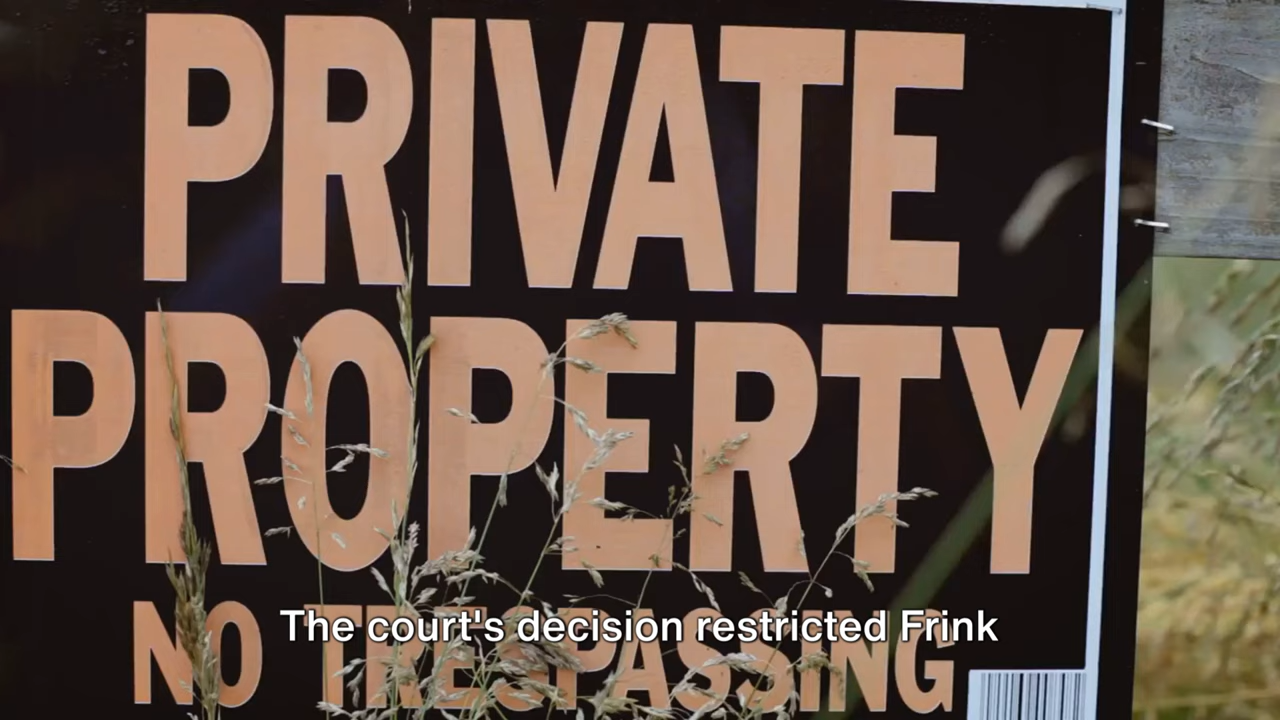 PRIVATE
PROPERTY
NO TRESPASSING
The court's decision restricted Frink